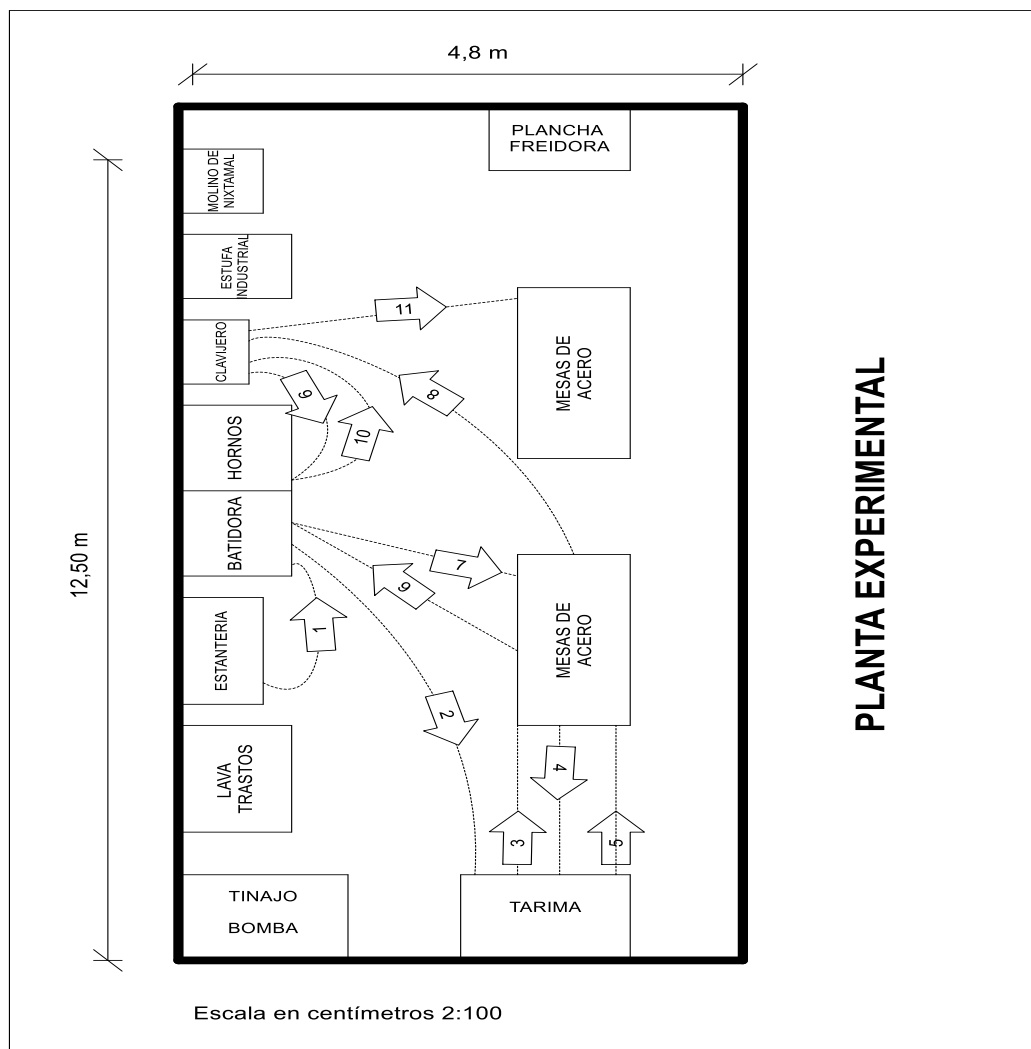 4,8 m
PLANCHA
FREIDORA
MOLINO DE
NIXTAMAL
ESTUFA
INDUSTRIAL
11
CLAVIJERO
MESAS DE
ACERO
9
8
10
HORNOS
12,50 m
BATIDORA
7
6
MESAS DE
ACERO
ESTANTERIA
1
2
LAVA
TRASTOS
4
3
5
TINAJO
BOMBA
TARIMA
PLANTA EXPERIMENTAL
Escala en centímetros 2:100